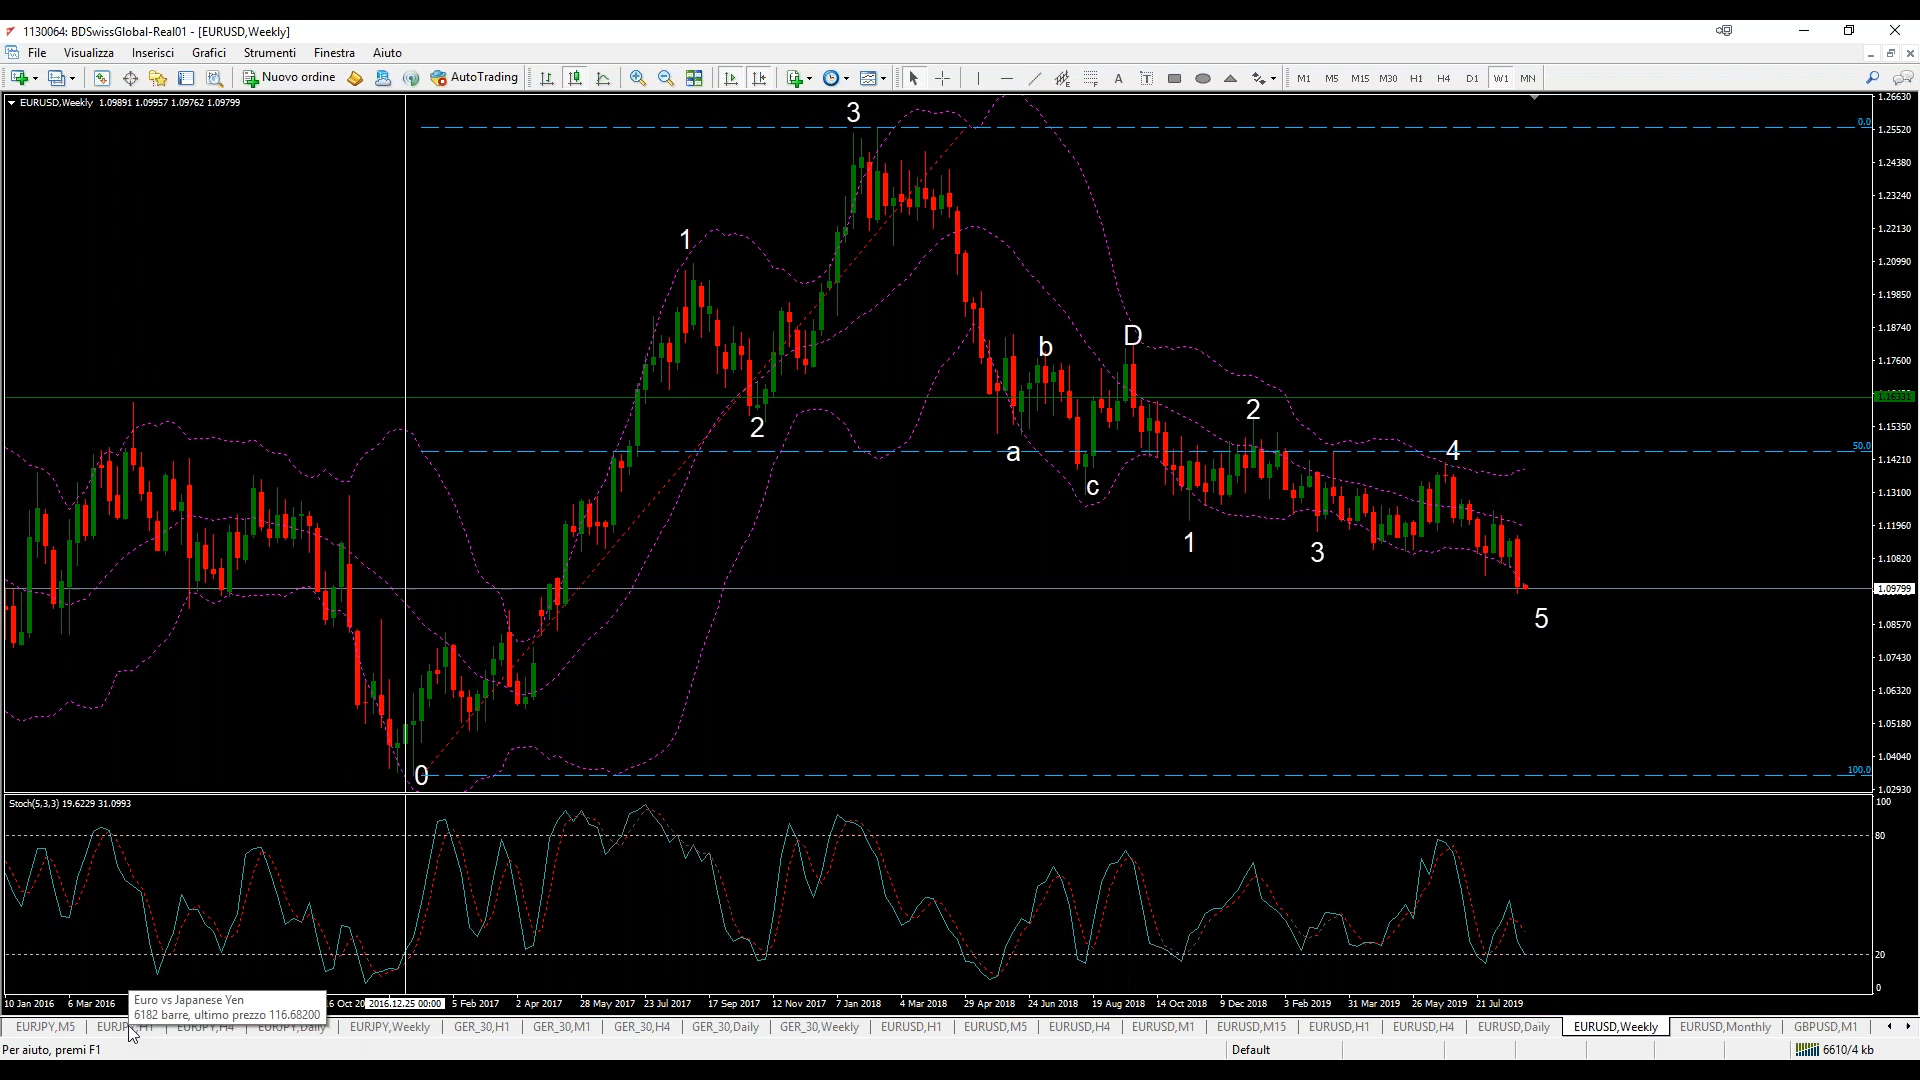 1130064: BDSwissGlobal-Real01 - [EURUSD,Weekly]
File Visualizza Inserisci Grafici Strumenti Finestra Aiuto
Nuovo ordine AutoTrading A T M1 M5 M15 M30 H1 H4 D1 W1 MN
EURUSD,Weekly 1.09891 1.09957 1.09762 1.09799
1.26630
3
0.0
1.25520
1.24380
1.23240
1
1.22130
1.20990
1.19850
D
1.18740
b
1.17600
1.16331
2
2
1.15350
50.0
a
4
1.14210
c
1.13100
1
3
1.11960
1.10820
1.09799
5
1.08570
1.07430
1.06320
1.05180
1.04040
0
100.0
1.02930
Stoch(5,3,3) 19.6229 31.0993
100
80
20
0
10 Jan 2016 6 Mar 2016 2016.12.25 00:00 5 Feb 2017 2 Apr 2017 28 May 2017 23 Jul 2017 17 Sep 2017 12 Nov 2017 7 Jan 2018 4 Mar 2018 29 Apr 2018 24 Jun 2018 19 Aug 2018 14 Oct 2018 9 Dec 2018 3 Feb 2019 31 Mar 2019 26 May 2019 21 Jul 2019
Euro vs Japanese Yen
6182 barre, ultimo prezzo 116.68200
EURJPY,M5 EURJPY,H1 EURJPY,H4 EURJPY,Daily EURJPY,Weekly GER_30,H1 GER_30,M1 GER_30,H4 GER_30,Daily GER_30,Weekly EURUSD,H1 EURUSD,M5 EURUSD,H4 EURUSD,M1 EURUSD,M15 EURUSD,H1 EURUSD,H4 EURUSD,Daily EURUSD,Weekly EURUSD,Monthly GBPUSD,M1
Per aiuto, premi F1 Default 6610/4 kb